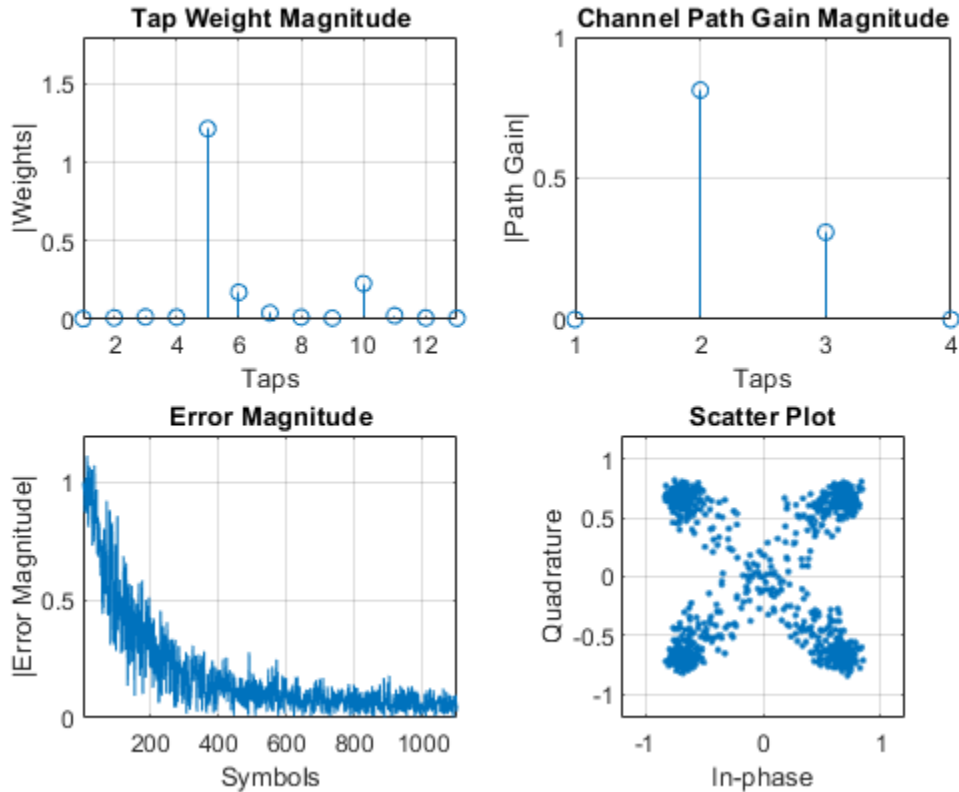 Tap Weight Magnitude
1.5
1
0.5
0
|Weights|
2 4 6 8 10 12
Taps
Channel Path Gain Magnitude
1
0.5
0
|Path Gain|
1 2 3 4
Taps
Error Magnitude
1
0.5
0
|Error Magnitude|
200 400 600 800 1000
Symbols
Scatter Plot
1
0.5
0
-0.5
-1
Quadrature
-1 0 1
In-phase